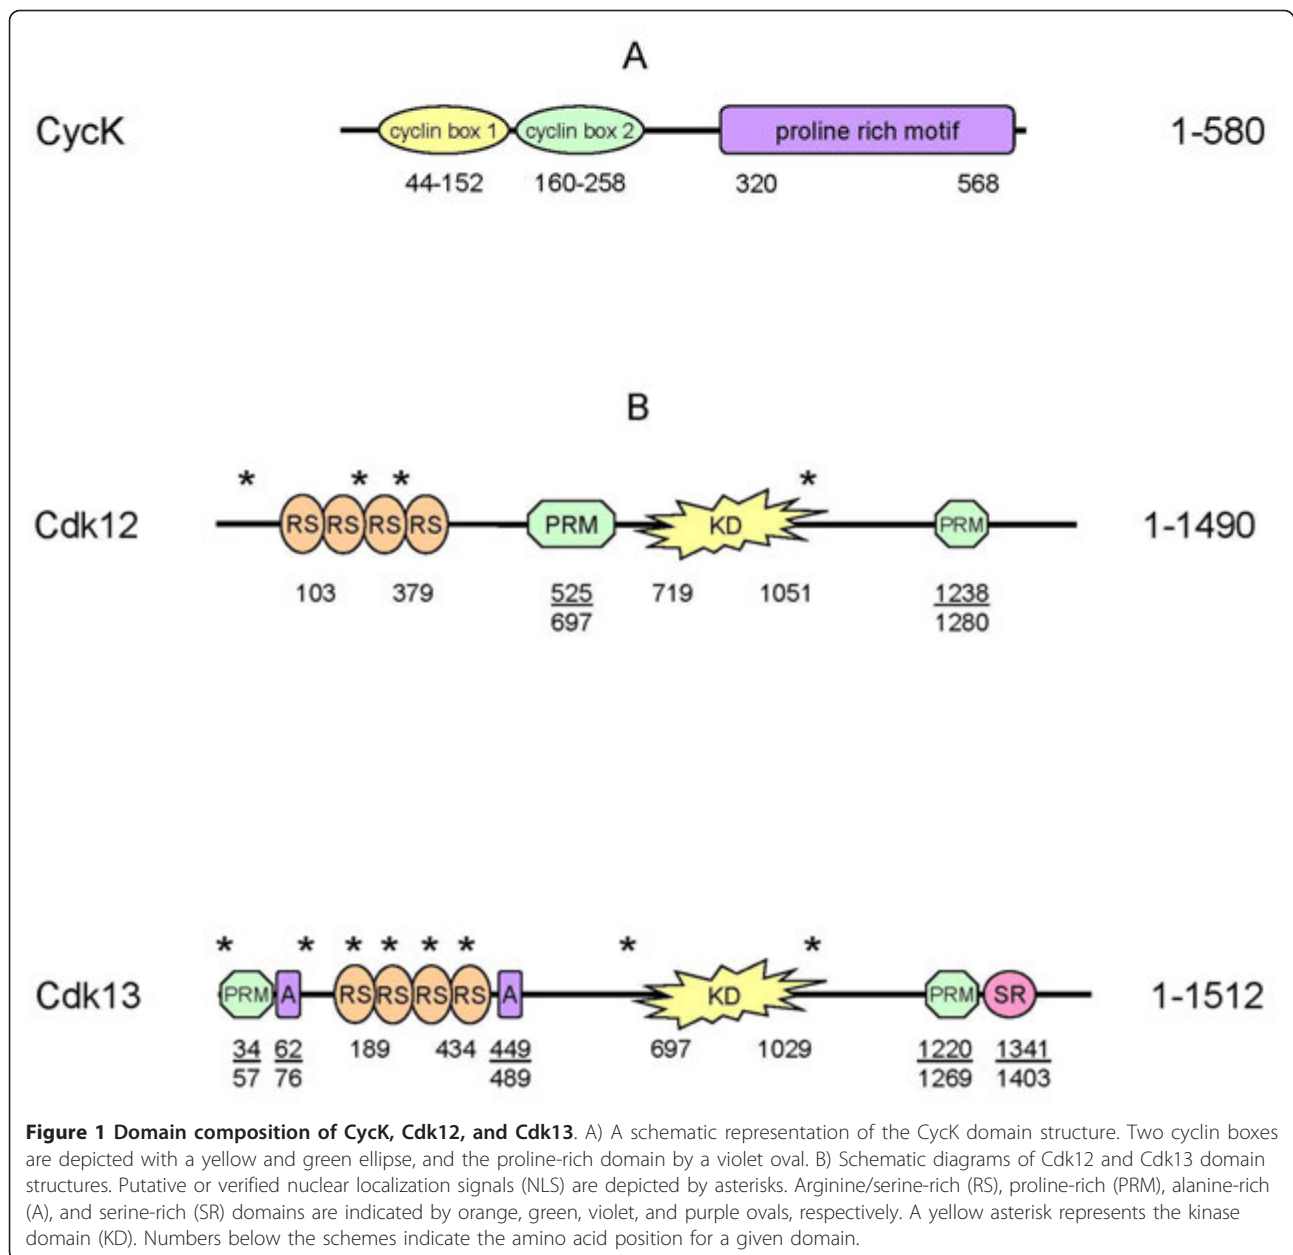 A
CycK cyclin box 1 cyclin box 2 proline rich motif 1-580
44-152 160-258 320 568
B
* * * *
Cdk12 RS RS RS RS PRM KD PRM 1-1490
103 379 525 719 1051 1238
697 1280
* * * * * * * *
Cdk13 PRM A RS RS RS RS A KD PRM SR 1-1512
34 62 189 434 449 697 1029 1220 1341
57 76 489 1269 1403
Figure 1 Domain composition of CycK, Cdk12, and Cdk13. A) A schematic representation of the CycK domain structure. Two cyclin boxes
are depicted with a yellow and green ellipse, and the proline-rich domain by a violet oval. B) Schematic diagrams of Cdk12 and Cdk13 domain
structures. Putative or verified nuclear localization signals (NLS) are depicted by asterisks. Arginine/serine-rich (RS), proline-rich (PRM), alanine-rich
(A), and serine-rich (SR) domains are indicated by orange, green, violet, and purple ovals, respectively. A yellow asterisk represents the kinase
domain (KD). Numbers below the schemes indicate the amino acid position for a given domain.